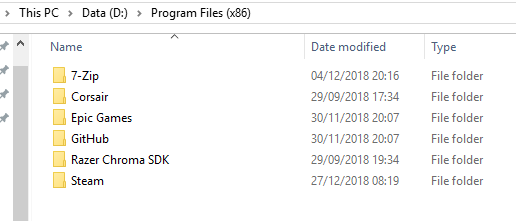 This PC > Data (D:) > Program Files (x86)
Name Date modified Type
7-Zip 04/12/2018 20:16 File folder
Corsair 29/09/2018 17:34 File folder
Epic Games 30/11/2018 20:07 File folder
GitHub 30/11/2018 20:07 File folder
Razer Chroma SDK 29/09/2018 19:34 File folder
Steam 27/12/2018 08:19 File folder